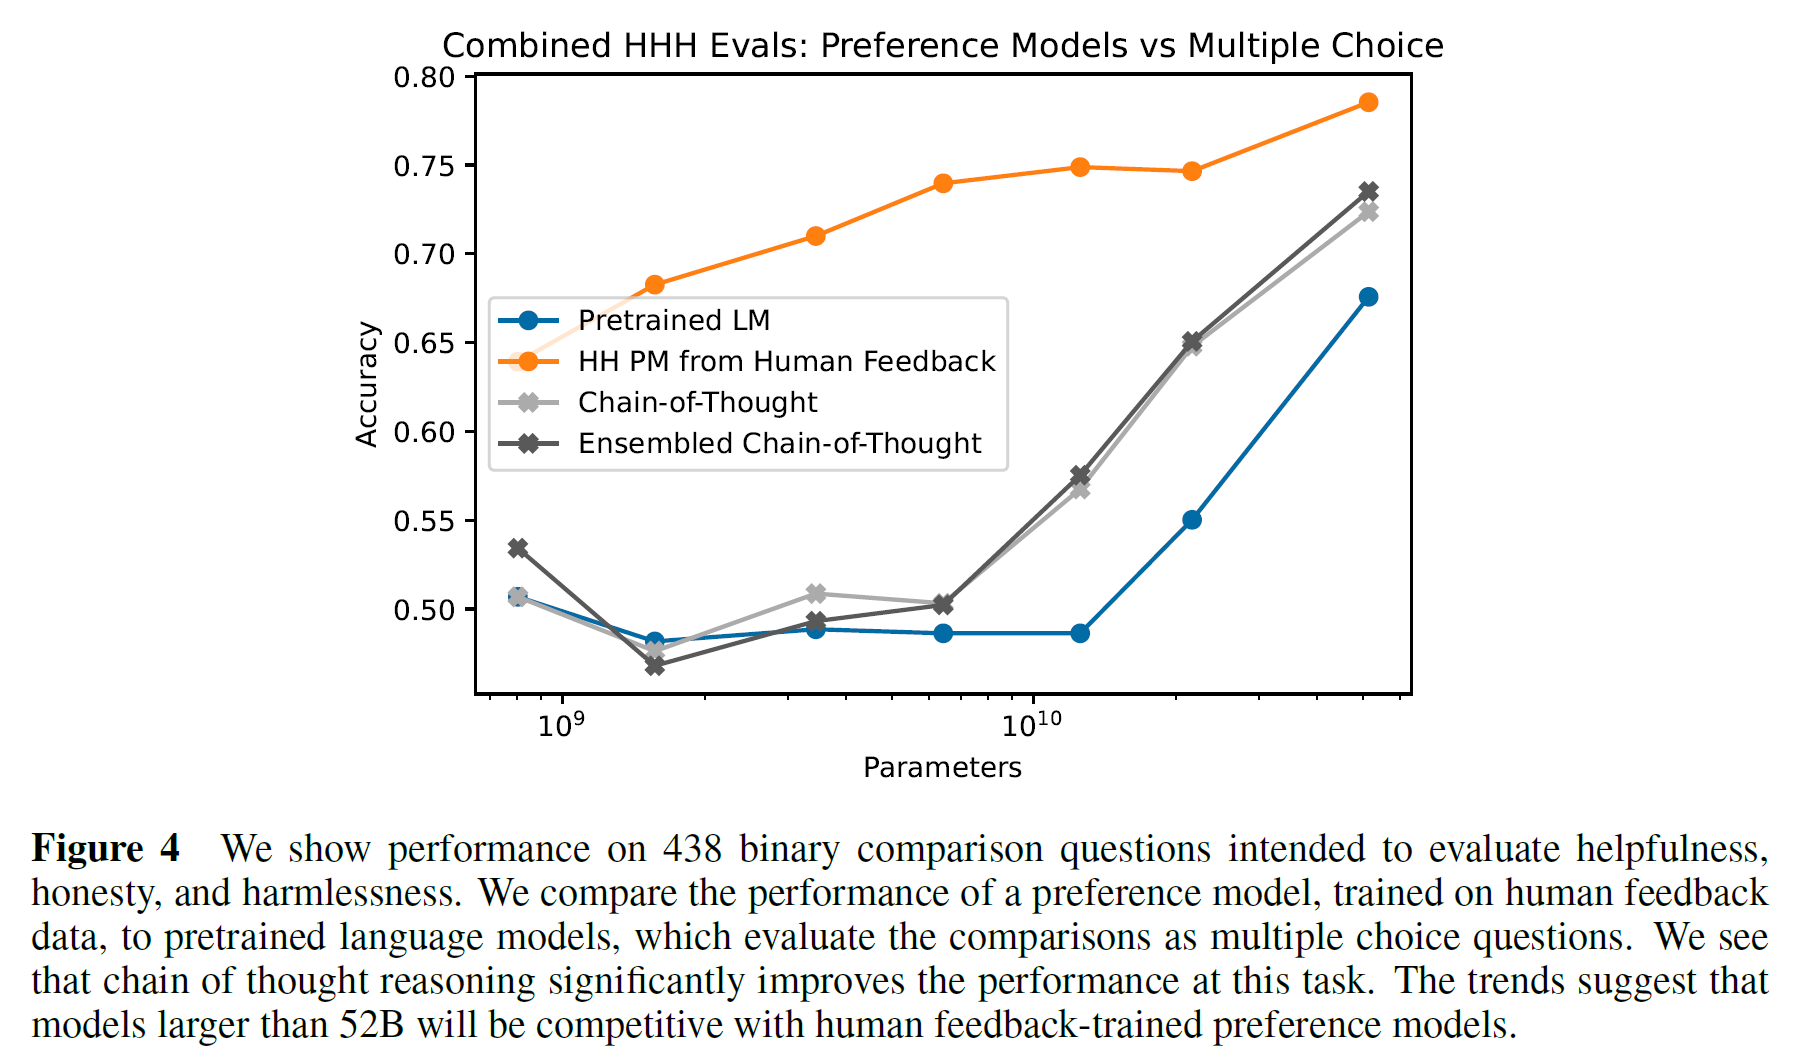 Combined HHH Evals: Preference Models vs Multiple Choice
0.80
0.75
0.70
0.65
0.60
0.55
0.50
Accuracy
Pretrained LM
HH PM from Human Feedback
Chain-of-Thought
Ensembled Chain-of-Thought
10⁹
10¹⁰
Parameters
Figure 4 We show performance on 438 binary comparison questions intended to evaluate helpfulness,
honesty, and harmlessness. We compare the performance of a preference model, trained on human feedback
data, to pretrained language models, which evaluate the comparisons as multiple choice questions. We see
that chain of thought reasoning significantly improves the performance at this task. The trends suggest that
models larger than 52B will be competitive with human feedback-trained preference models.